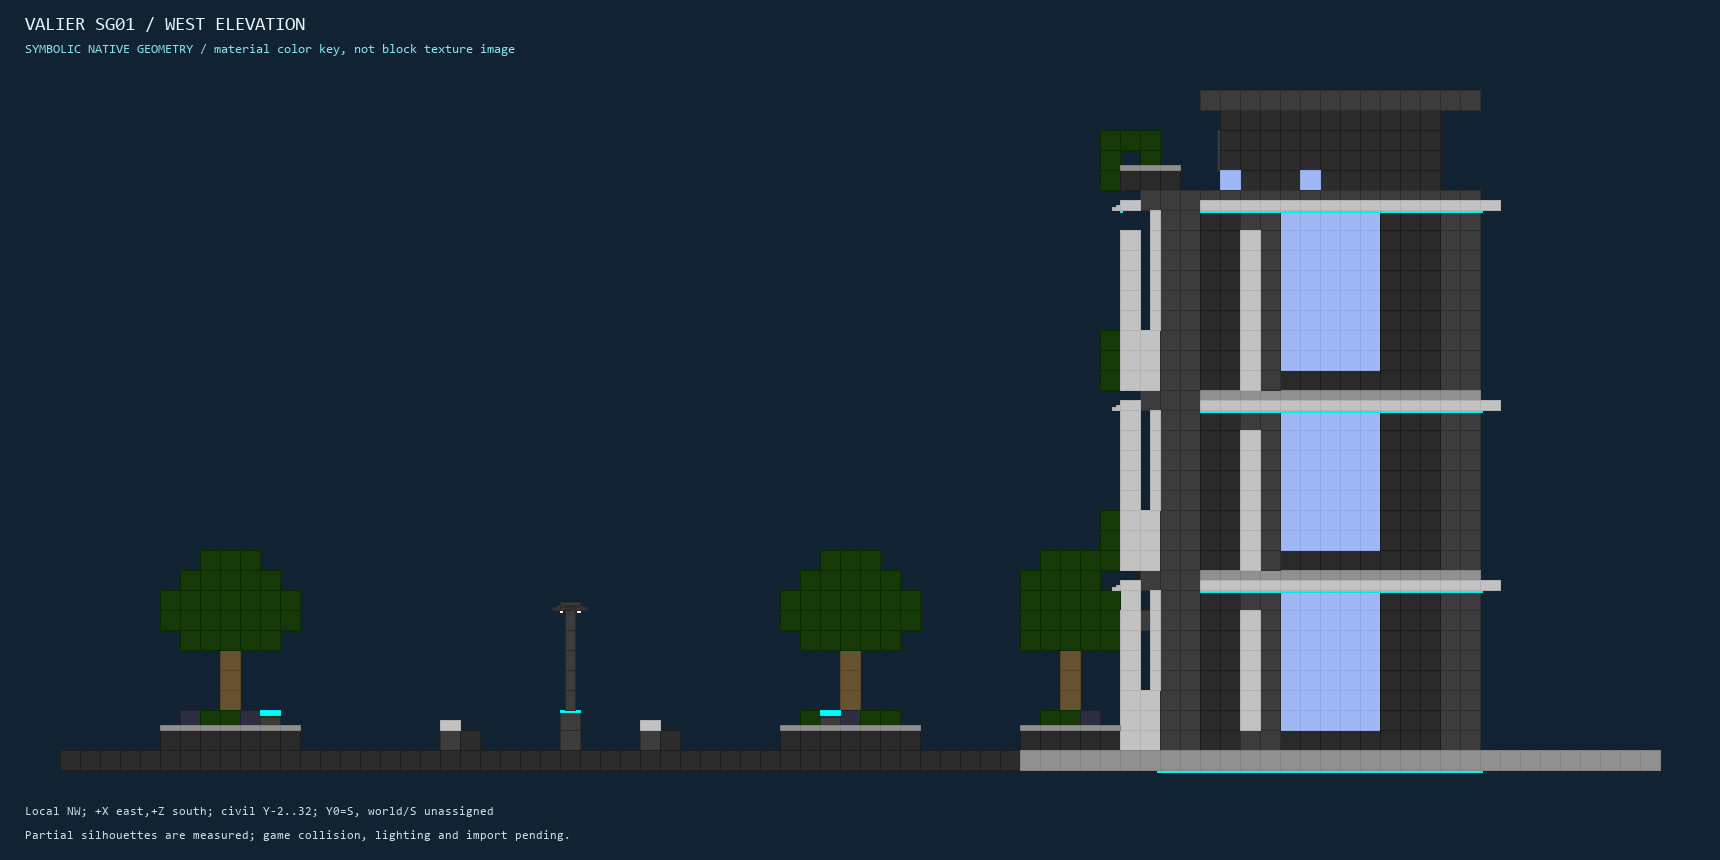 VALIER SG01 / WEST ELEVATION
SYMBOLIC NATIVE GEOMETRY / material color key, not block texture image
Local NW; +X east,+Z south; civil Y-2..32; Y0=S, world/S unassigned
Partial silhouettes are measured; game collision, lighting and import pending.